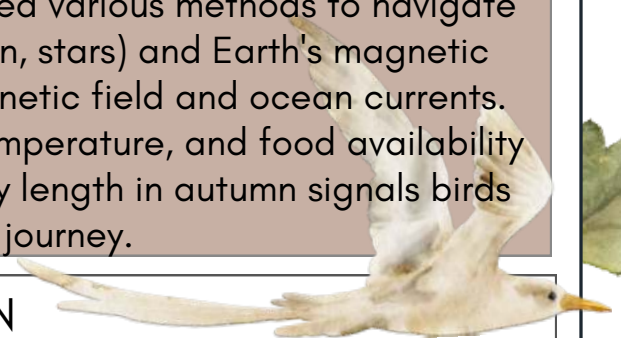 ed various methods to navigate
n, stars) and Earth's magnetic
netic field and ocean currents.
mperature, and food availability
y length in autumn signals birds
journey.
N